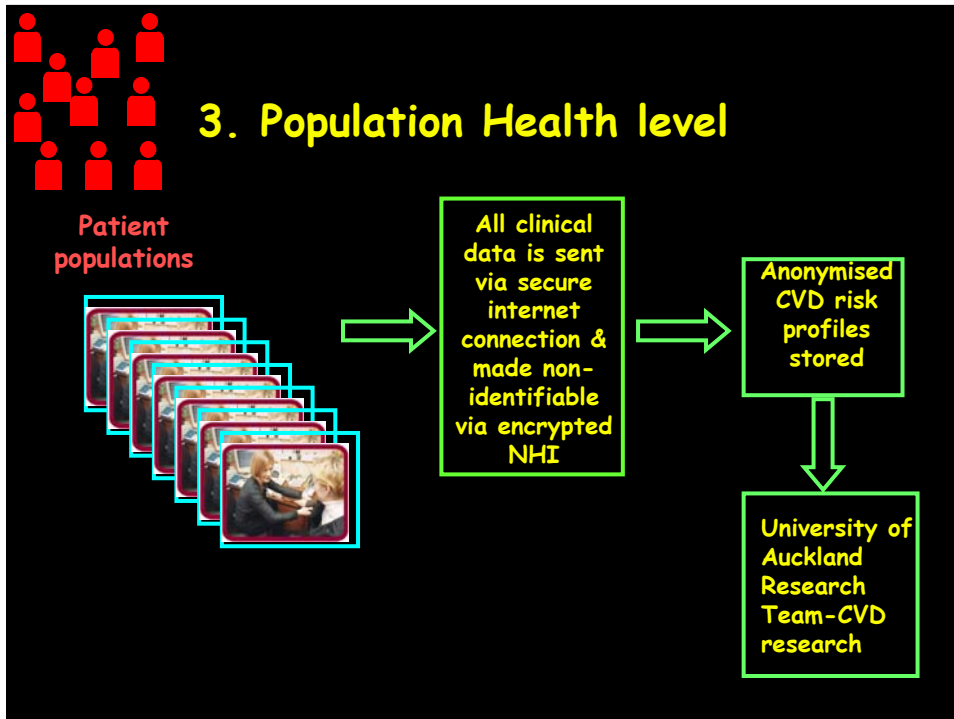 3. Population Health level
Patient
populations
All clinical
data is sent
via secure
internet
connection &
made non-
identifiable
via encrypted
NHI
Anonymised
CVD risk
profiles
stored
University of
Auckland
Research
Team-CVD
research